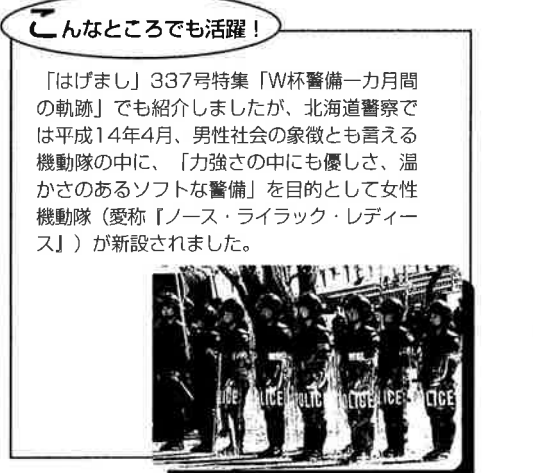 こんなところでも活躍！
「はげまし」337号特集「W杯警備一カ月間
の軌跡」でも紹介しましたが、北海道警察で
は平成14年4月、男性社会の象徴とも言える
機動隊の中に、「力強さの中にも優しさ、温
かさのあるソフトな警備」を目的として女性
機動隊（愛称『ノース・ライラック・レディー
ス』）が新設されました。
LICE LICE OLICE LICE ICE LICE